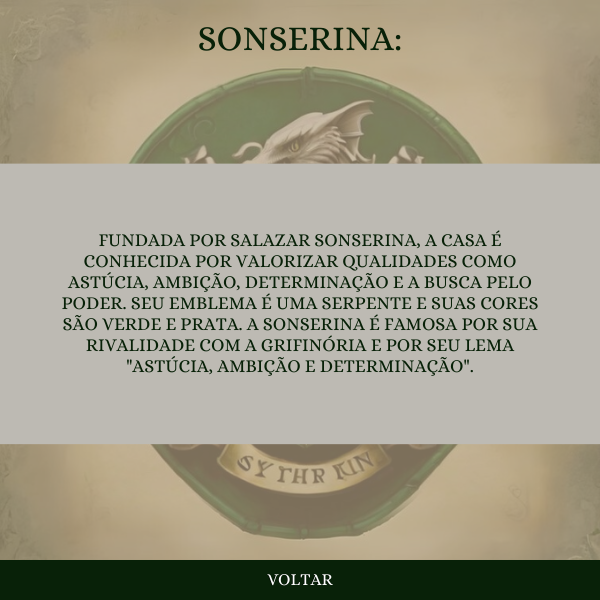 SONSERINA:
FUNDADA POR SALAZAR SONSERINA, A CASA É
CONHECIDA POR VALORIZAR QUALIDADES COMO
ASTÚCIA, AMBIÇÃO, DETERMINAÇÃO E A BUSCA PELO
PODER. SEU EMBLEMA É UMA SERPENTE E SUAS CORES
SÃO VERDE E PRATA. A SONSERINA É FAMOSA POR SUA
RIVALIDADE COM A GRIFINÓRIA E POR SEU LEMA
"ASTÚCIA, AMBIÇÃO E DETERMINAÇÃO".
SYTHR KIN
VOLTAR